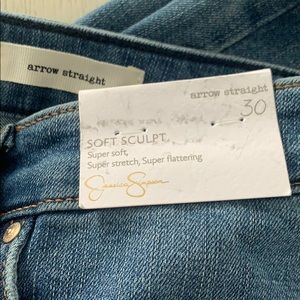 arrow straight
arrow straight
30
SOFT SCULPT
Super soft,
Super stretch, Super flattering
Jessica Simpson